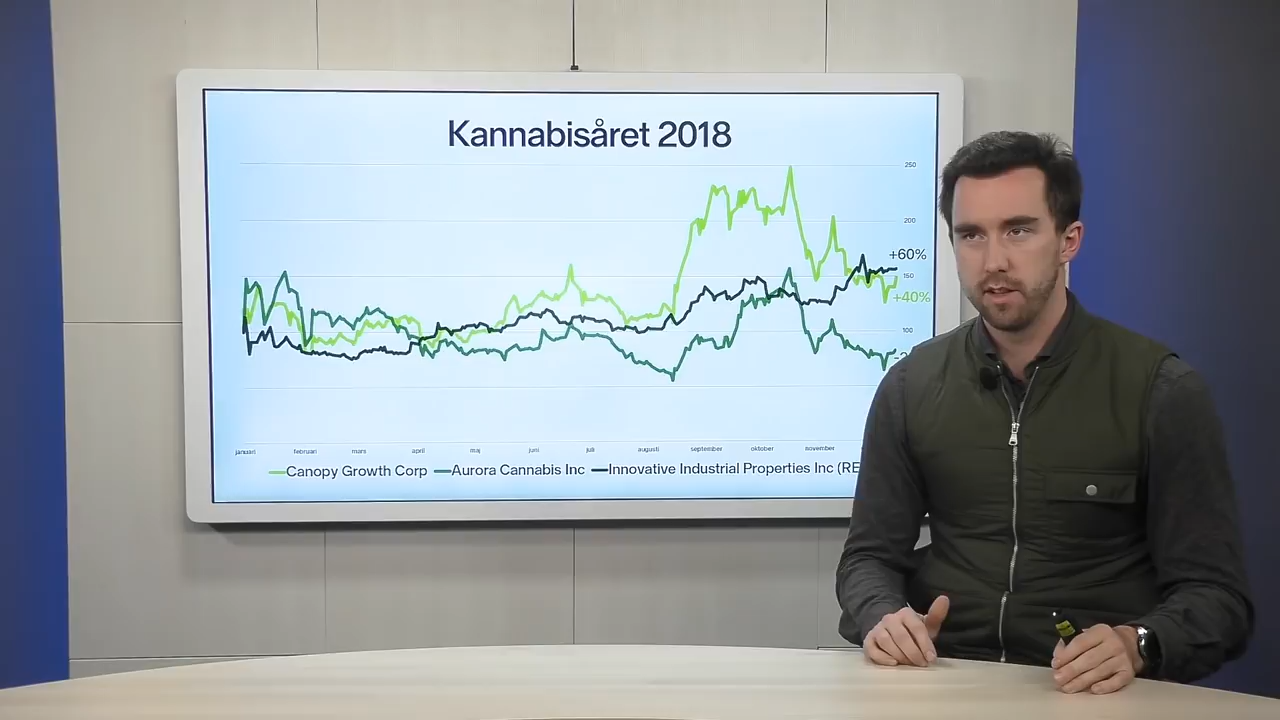 Kannabisåret 2018
250
200
+60%
150
+40%
100
januari februari mars april maj juni juli augusti september oktober november
Canopy Growth Corp Aurora Cannabis Inc Innovative Industrial Properties Inc (RE